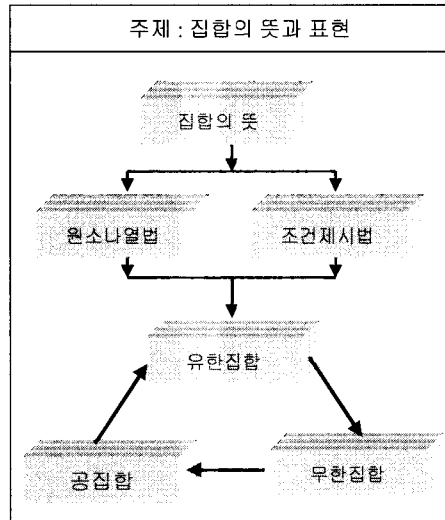 주제 : 집합의 뜻과 표현
집합의 뜻
원소나열법
조건제시법
유한집합
공집합
무한집합